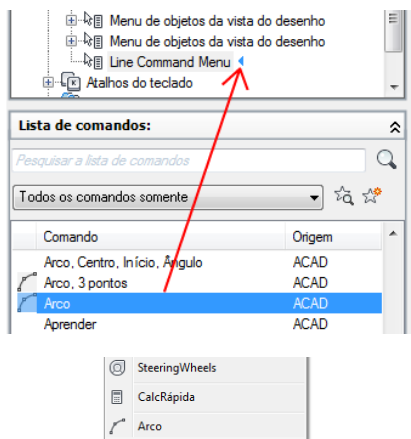 Menu de objetos da vista do desenho
Menu de objetos da vista do desenho
Line Command Menu
Atalhos do teclado
Lista de comandos:
Pesquisar a lista de comandos
Todos os comandos somente
Comando Origem
Arco, Centro, Início, Ângulo ACAD
Arco, 3 pontos ACAD
Arco ACAD
Aprender ACAD
SteeringWheels
CalcRápida
Arco